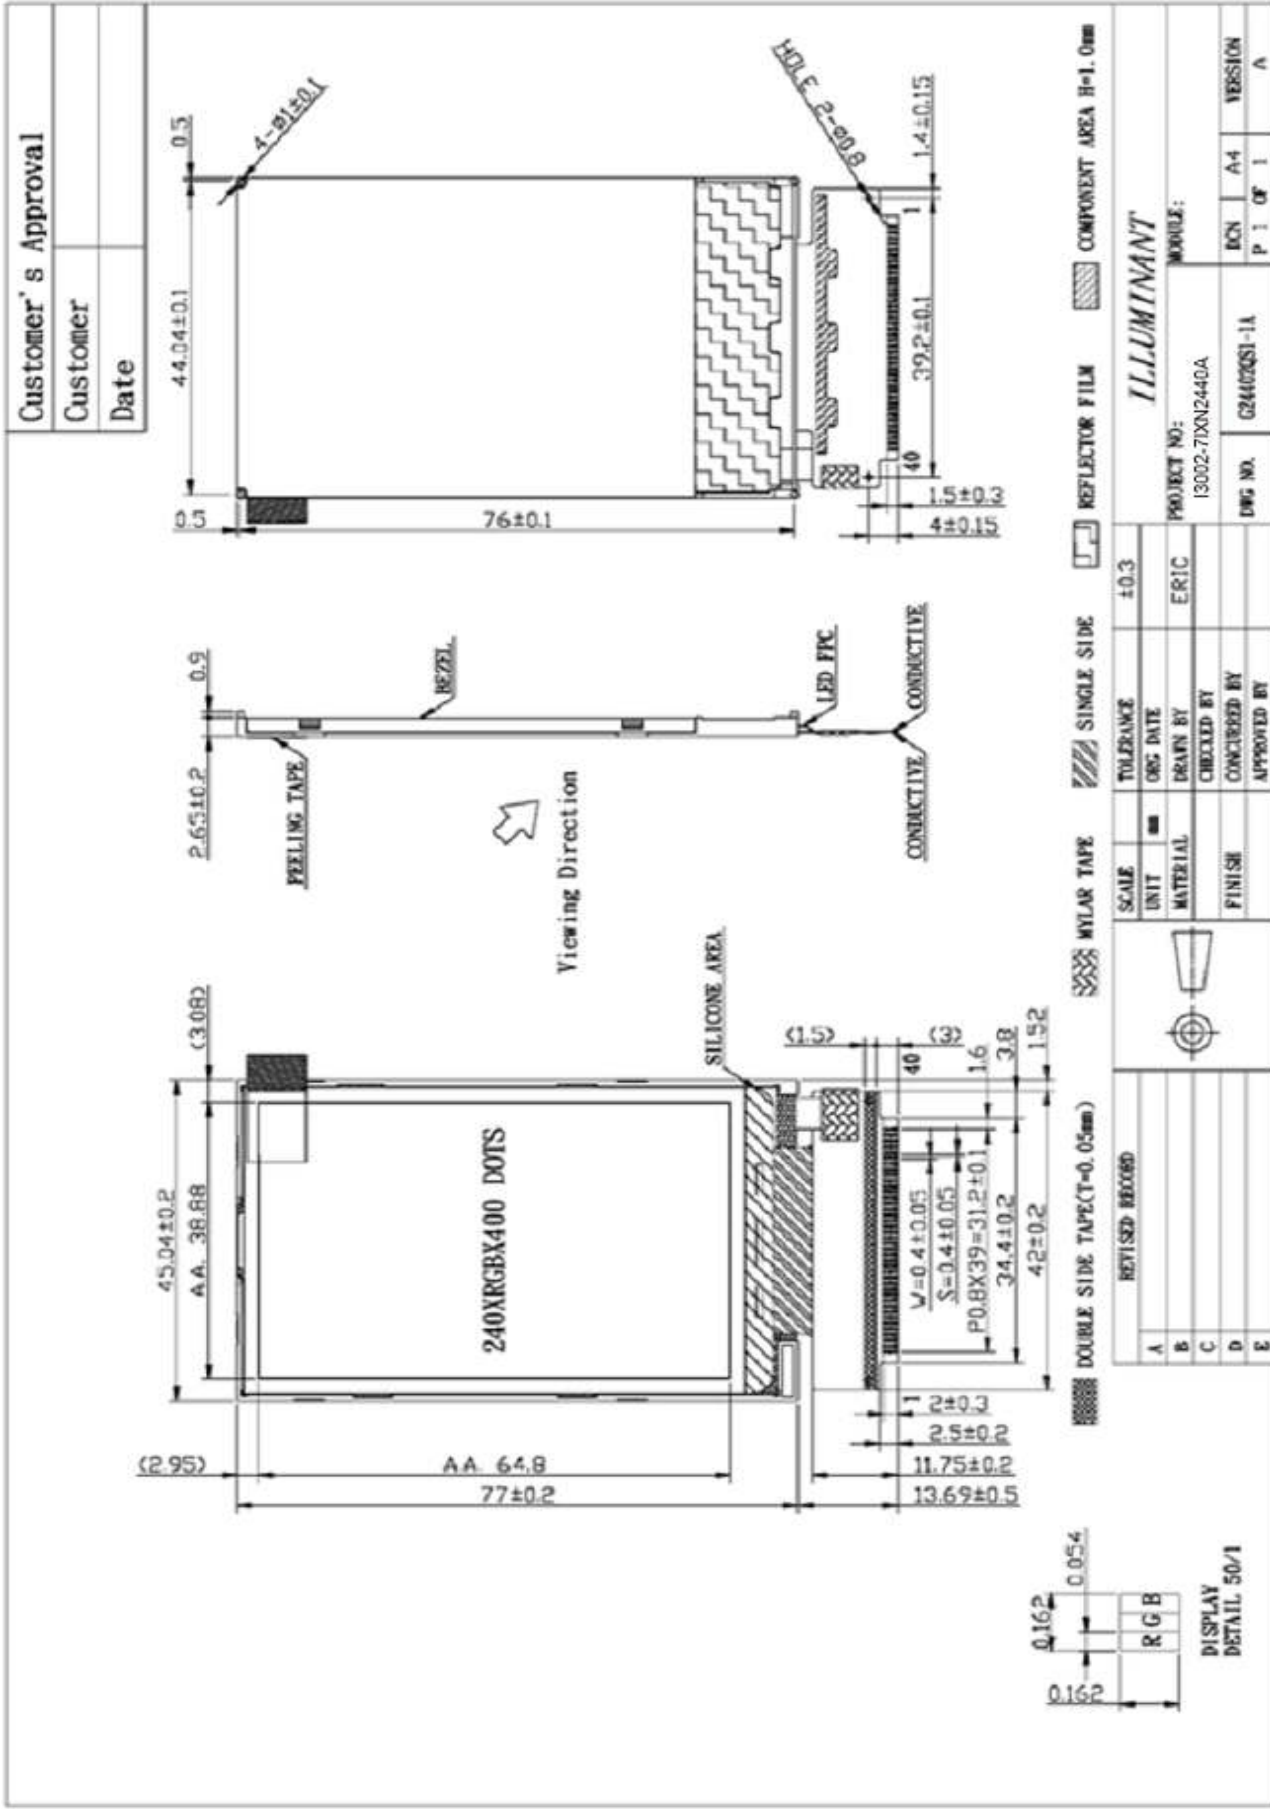 Customer's Approval
Customer
Date
(2.95)
45.04±0.2
(3.08)
A.A. 38.88
A.A. 64.8
77±0.2
240XRGBX400 DOTS
SILICONE AREA
(1.5)
(3)
40
1
1.6
3.8
1.52
W=0.4±0.05
S=0.4±0.05
P0.8X39=31.2±0.1
34.4±0.2
42±0.2
2±0.3
2.5±0.2
11.75±0.2
13.69±0.5
2.65±0.2
0.9
PEELING TAPE
BEZEL
Viewing Direction
LED FPC
CONDUCTIVE
CONDUCTIVE
0.5
44.04±0.1
0.5
4-Ø1±0.1
76±0.1
HOLE 2-Ø0.8
40
1
1.5±0.3
4±0.15
39.2±0.1
1.4±0.15
0.162
0.054
0.162
R G B
DISPLAY
DETAIL 50/1
DOUBLE SIDE TAPE(T=0.05mm)
MYLAR TAPE
SINGLE SIDE
REFLECTOR FILM
COMPONENT AREA H=1.0mm
REVISED RECORD
A
B
C
D
E
SCALE
UNIT mm
MATERIAL
FINISH
TOLERANCE ±0.3
ORG DATE
DRAWN BY ERIC
CHECKED BY
CONCURRED BY
APPROVED BY
ILLUMINANT
PROJECT NO:
I3002-71XN2440A
MODULE:
DWG NO.
DCN A4 VERSION
P 1 OF 1 A